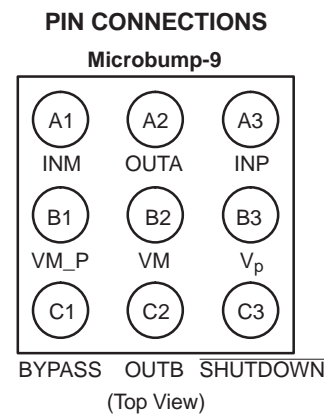 PIN CONNECTIONS
Microbump-9
A1 A2 A3
INM OUTA INP
B1 B2 B3
VM_P VM Vp
C1 C2 C3
BYPASS OUTB SHUTDOWN
(Top View)